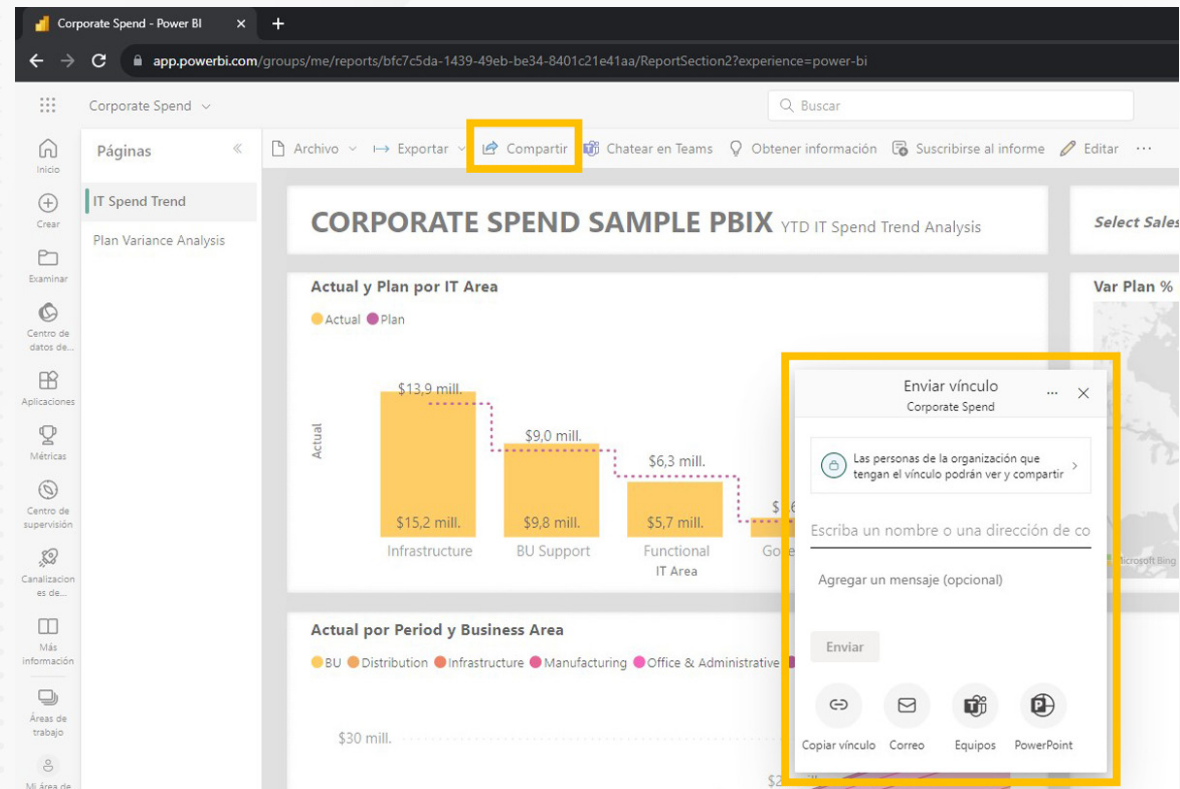 Corporate Spend - Power BI
app.powerbi.com/groups/me/reports/bfc7c5da-1439-49eb-be34-8401c21e41aa/ReportSection2?experience=power-bi
Corporate Spend
Buscar
Inicio
Crear
Examinar
Centro de
datos de...
Aplicaciones
Métricas
Centro de
supervisión
Canalizacion
es de...
Más
información
Áreas de
trabajo
Mi área de
Páginas
IT Spend Trend
Plan Variance Analysis
Archivo
Exportar
Compartir
Chatear en Teams
Obtener información
Suscribirse al informe
Editar
CORPORATE SPEND SAMPLE PBIX YTD IT Spend Trend Analysis
Select Sales
Actual y Plan por IT Area
Actual Plan
Actual
$13,9 mill.
$9,0 mill.
$6,3 mill.
$15,2 mill.
$9,8 mill.
$5,7 mill.
Infrastructure
BU Support
Functional
IT Area
Var Plan %
Microsoft Bing
Enviar vínculo
Corporate Spend
Las personas de la organización que
tengan el vínculo podrán ver y compartir
Escriba un nombre o una dirección de co
Agregar un mensaje (opcional)
Enviar
Copiar vínculo
Correo
Equipos
PowerPoint
Actual por Period y Business Area
BU Distribution Infrastructure Manufacturing Office & Administrative
$30 mill.